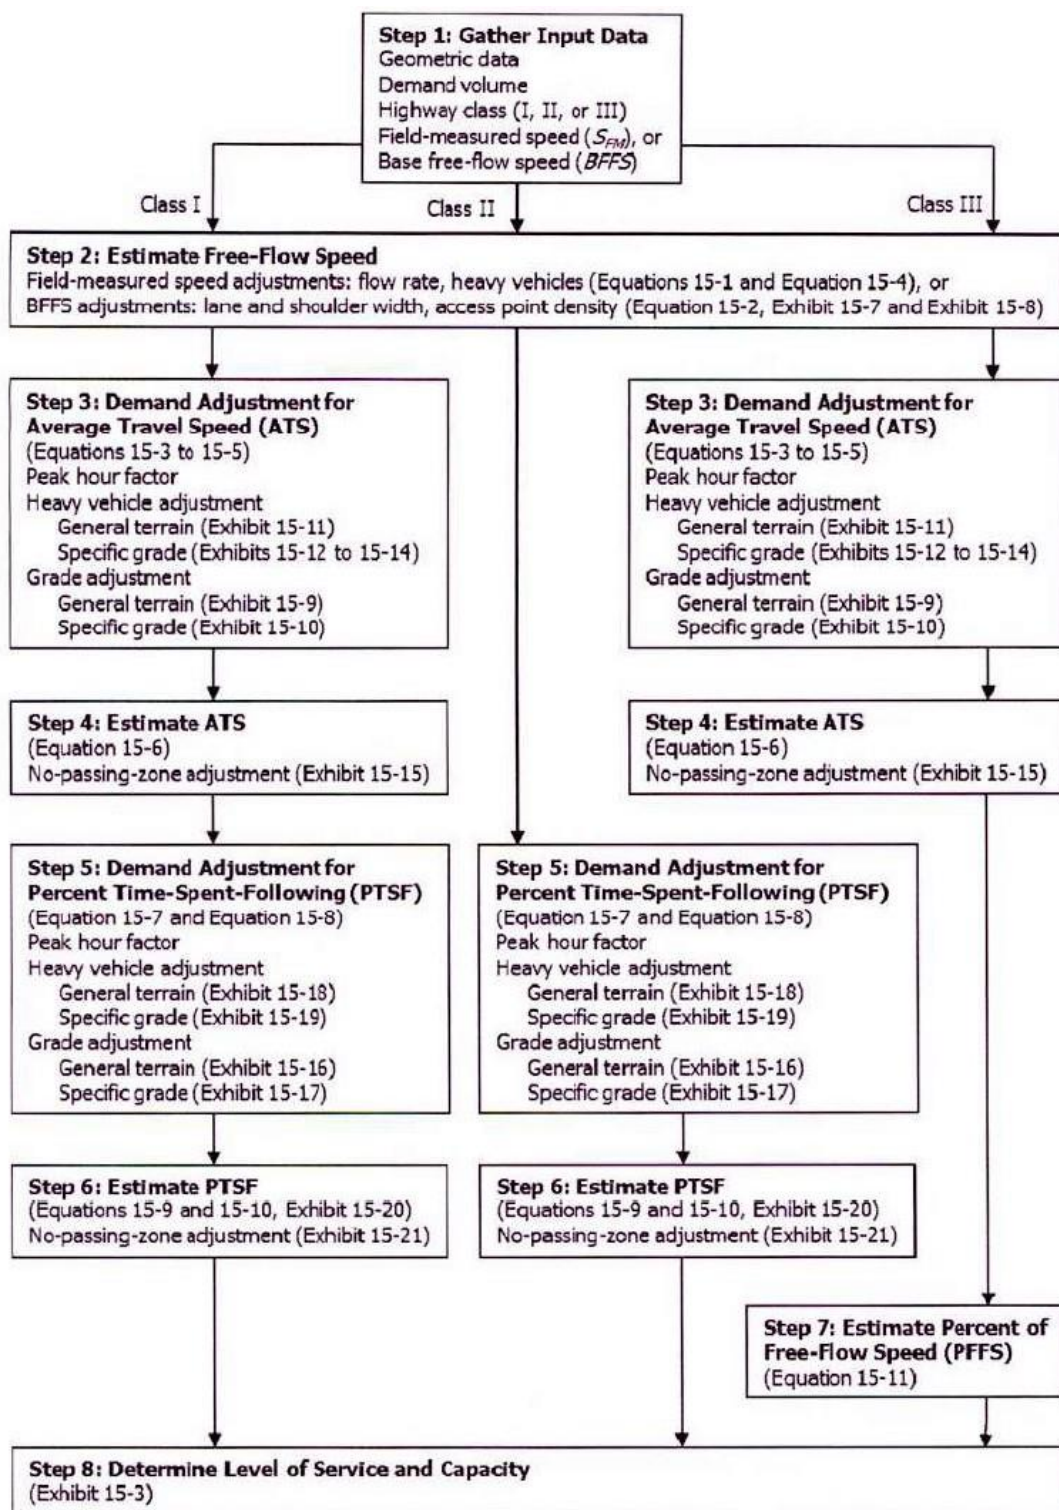 Step 1: Gather Input Data
Geometric data
Demand volume
Highway class (I, II, or III)
Field-measured speed (S_FM), or
Base free-flow speed (BFFS)
Class I
Class II
Class III
Step 2: Estimate Free-Flow Speed
Field-measured speed adjustments: flow rate, heavy vehicles (Equations 15-1 and Equation 15-4), or
BFFS adjustments: lane and shoulder width, access point density (Equation 15-2, Exhibit 15-7 and Exhibit 15-8)
Step 3: Demand Adjustment for
Average Travel Speed (ATS)
(Equations 15-3 to 15-5)
Peak hour factor
Heavy vehicle adjustment
General terrain (Exhibit 15-11)
Specific grade (Exhibits 15-12 to 15-14)
Grade adjustment
General terrain (Exhibit 15-9)
Specific grade (Exhibit 15-10)
Step 3: Demand Adjustment for
Average Travel Speed (ATS)
(Equations 15-3 to 15-5)
Peak hour factor
Heavy vehicle adjustment
General terrain (Exhibit 15-11)
Specific grade (Exhibits 15-12 to 15-14)
Grade adjustment
General terrain (Exhibit 15-9)
Specific grade (Exhibit 15-10)
Step 4: Estimate ATS
(Equation 15-6)
No-passing-zone adjustment (Exhibit 15-15)
Step 4: Estimate ATS
(Equation 15-6)
No-passing-zone adjustment (Exhibit 15-15)
Step 5: Demand Adjustment for
Percent Time-Spent-Following (PTSF)
(Equation 15-7 and Equation 15-8)
Peak hour factor
Heavy vehicle adjustment
General terrain (Exhibit 15-18)
Specific grade (Exhibit 15-19)
Grade adjustment
General terrain (Exhibit 15-16)
Specific grade (Exhibit 15-17)
Step 5: Demand Adjustment for
Percent Time-Spent-Following (PTSF)
(Equation 15-7 and Equation 15-8)
Peak hour factor
Heavy vehicle adjustment
General terrain (Exhibit 15-18)
Specific grade (Exhibit 15-19)
Grade adjustment
General terrain (Exhibit 15-16)
Specific grade (Exhibit 15-17)
Step 6: Estimate PTSF
(Equations 15-9 and 15-10, Exhibit 15-20)
No-passing-zone adjustment (Exhibit 15-21)
Step 6: Estimate PTSF
(Equations 15-9 and 15-10, Exhibit 15-20)
No-passing-zone adjustment (Exhibit 15-21)
Step 7: Estimate Percent of
Free-Flow Speed (PFFS)
(Equation 15-11)
Step 8: Determine Level of Service and Capacity
(Exhibit 15-3)